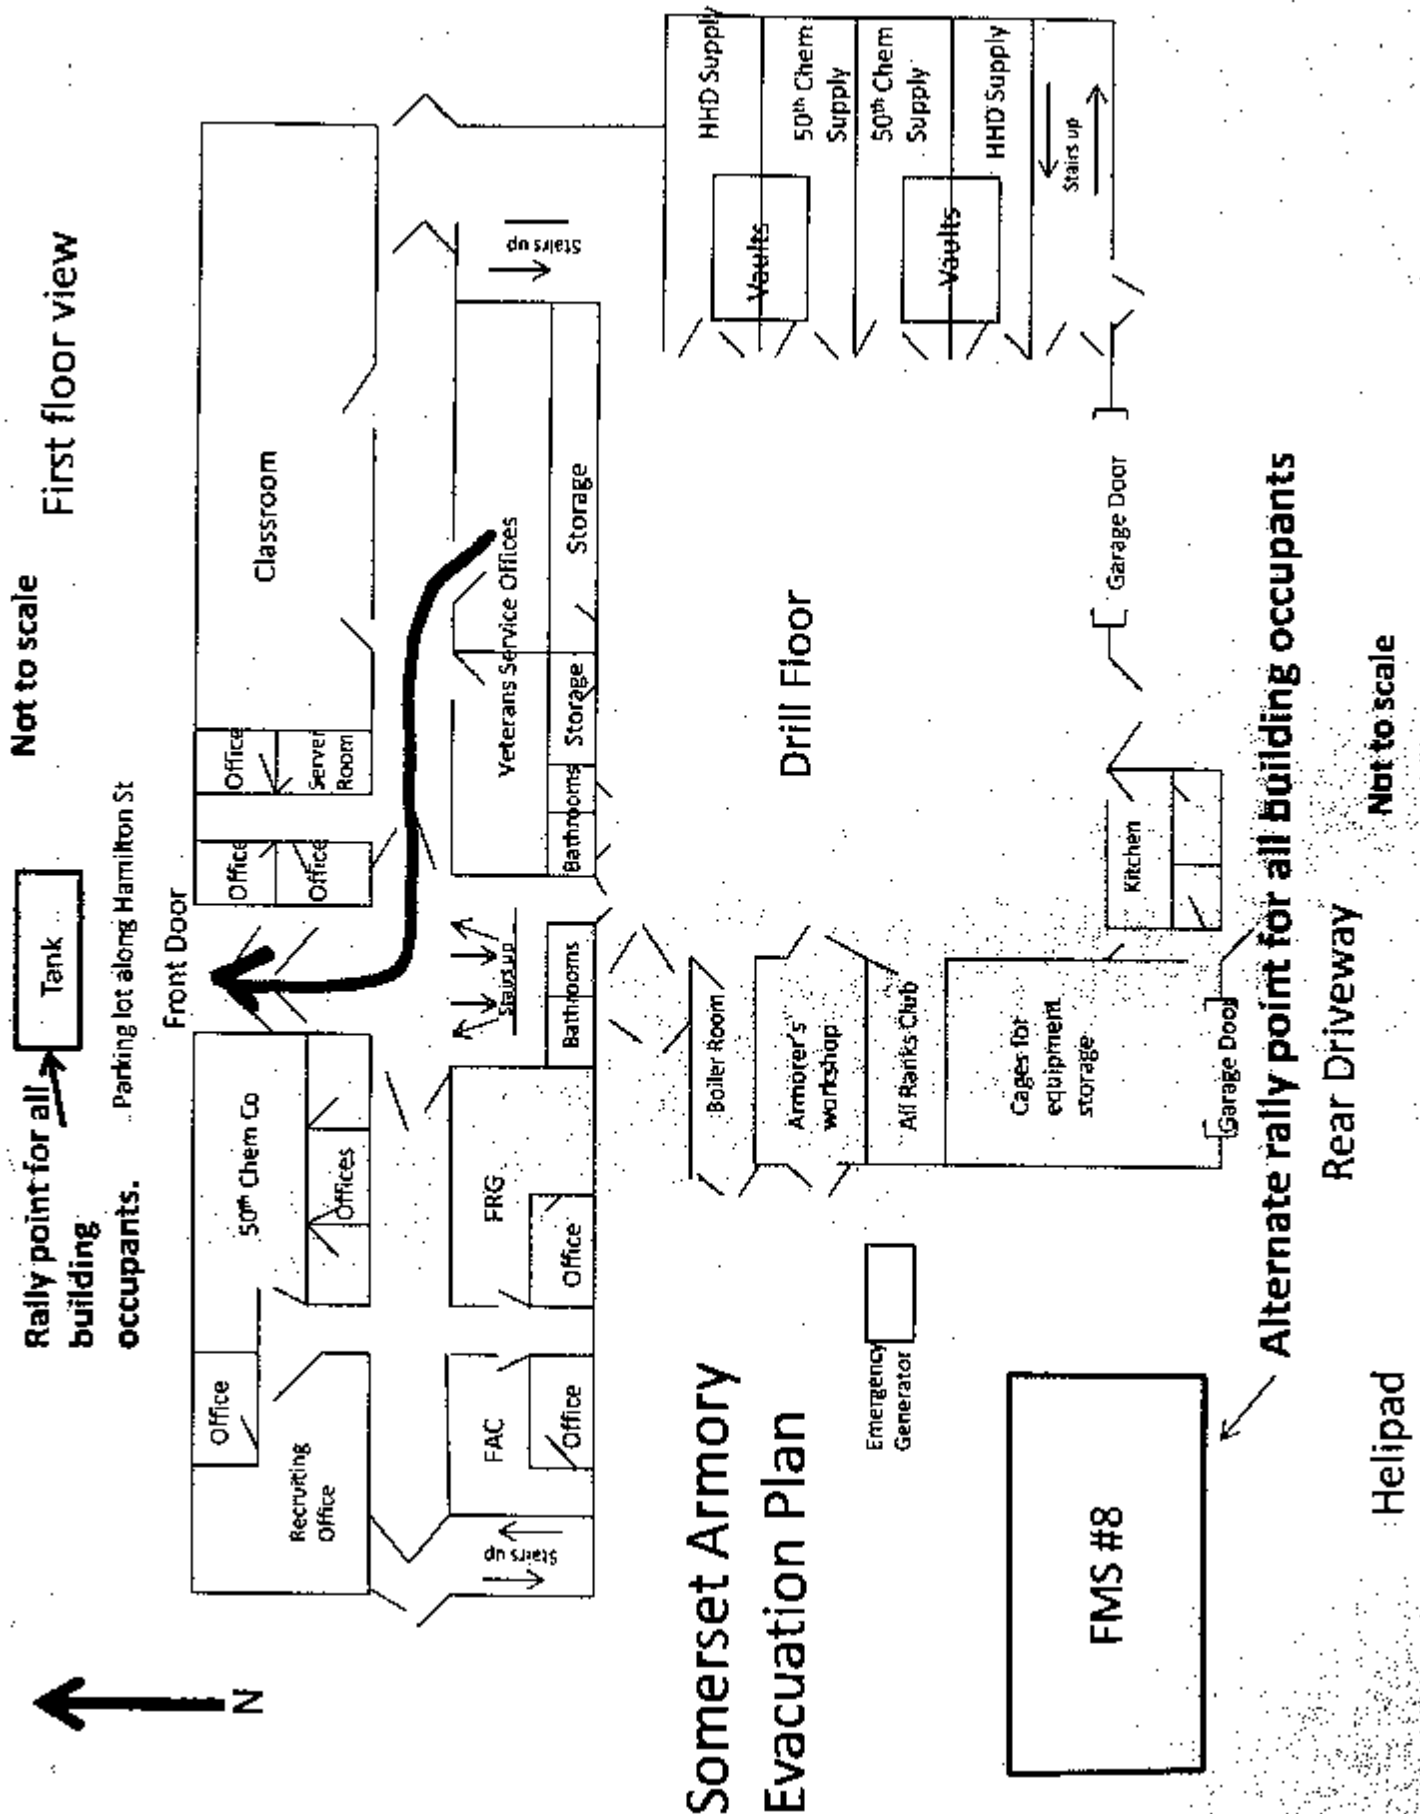 Somerset Armory
Evacuation Plan
N
First floor view
Not to scale
Rally point for all
building
occupants.
Tank
Parking lot along Hamilton St
Front Door
Office
Recruiting
Office
50th Chem Co
Offices
Office
Office
Office
Server
Room
Classroom
Stairs up
FAC
Office
FRG
Office
Stairs up
Bathrooms
Bathrooms
Veterans Service Offices
Storage
Storage
Stairs up
HHD Supply
50th Chem
Supply
50th Chem
Supply
HHD Supply
Vaults
Vaults
Stairs up
Boiler Room
Armorer's
workshop
All Ranks Club
Cages for
equipment
storage
Garage Door
Drill Floor
Kitchen
Garage Door
Emergency
Generator
FMS #8
Alternate rally point for all building occupants
Rear Driveway
Helipad
Not to scale